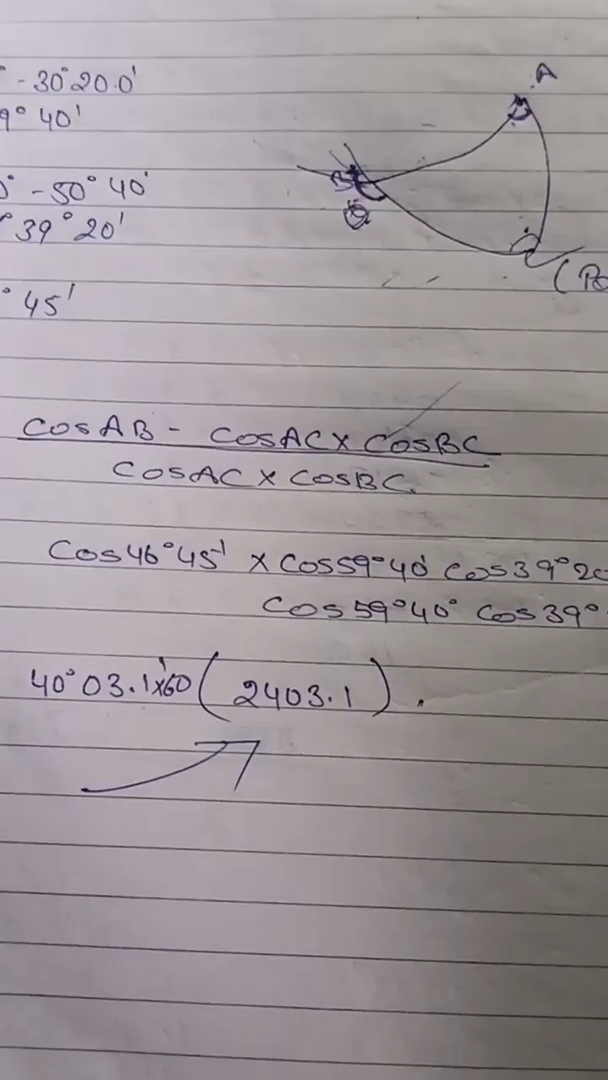 - 30° 20.0'
9° 40'
A
- 50° 40'
39° 20'
B
° 45'
COS AB - COS AC X COS BC
COS AC X COS BC
COS 46° 45' X COS 59° 40' COS 39° 20
COS 59° 40° COS 39°
40° 03.1' x60 ( 2403.1 ) .